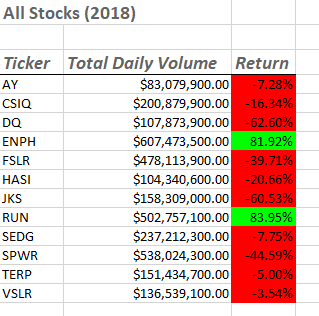 All Stocks (2018)
Ticker Total Daily Volume Return
AY $83,079,900.00 -7.28%
CSIQ $200,879,900.00 -16.34%
DQ $107,873,900.00 -62.60%
ENPH $607,473,500.00 81.92%
FSLR $478,113,900.00 -39.71%
HASI $104,340,600.00 -20.66%
JKS $158,309,000.00 -60.53%
RUN $502,757,100.00 83.95%
SEDG $237,212,300.00 -7.75%
SPWR $538,024,300.00 -44.59%
TERP $151,434,700.00 -5.00%
VSLR $136,539,100.00 -3.54%